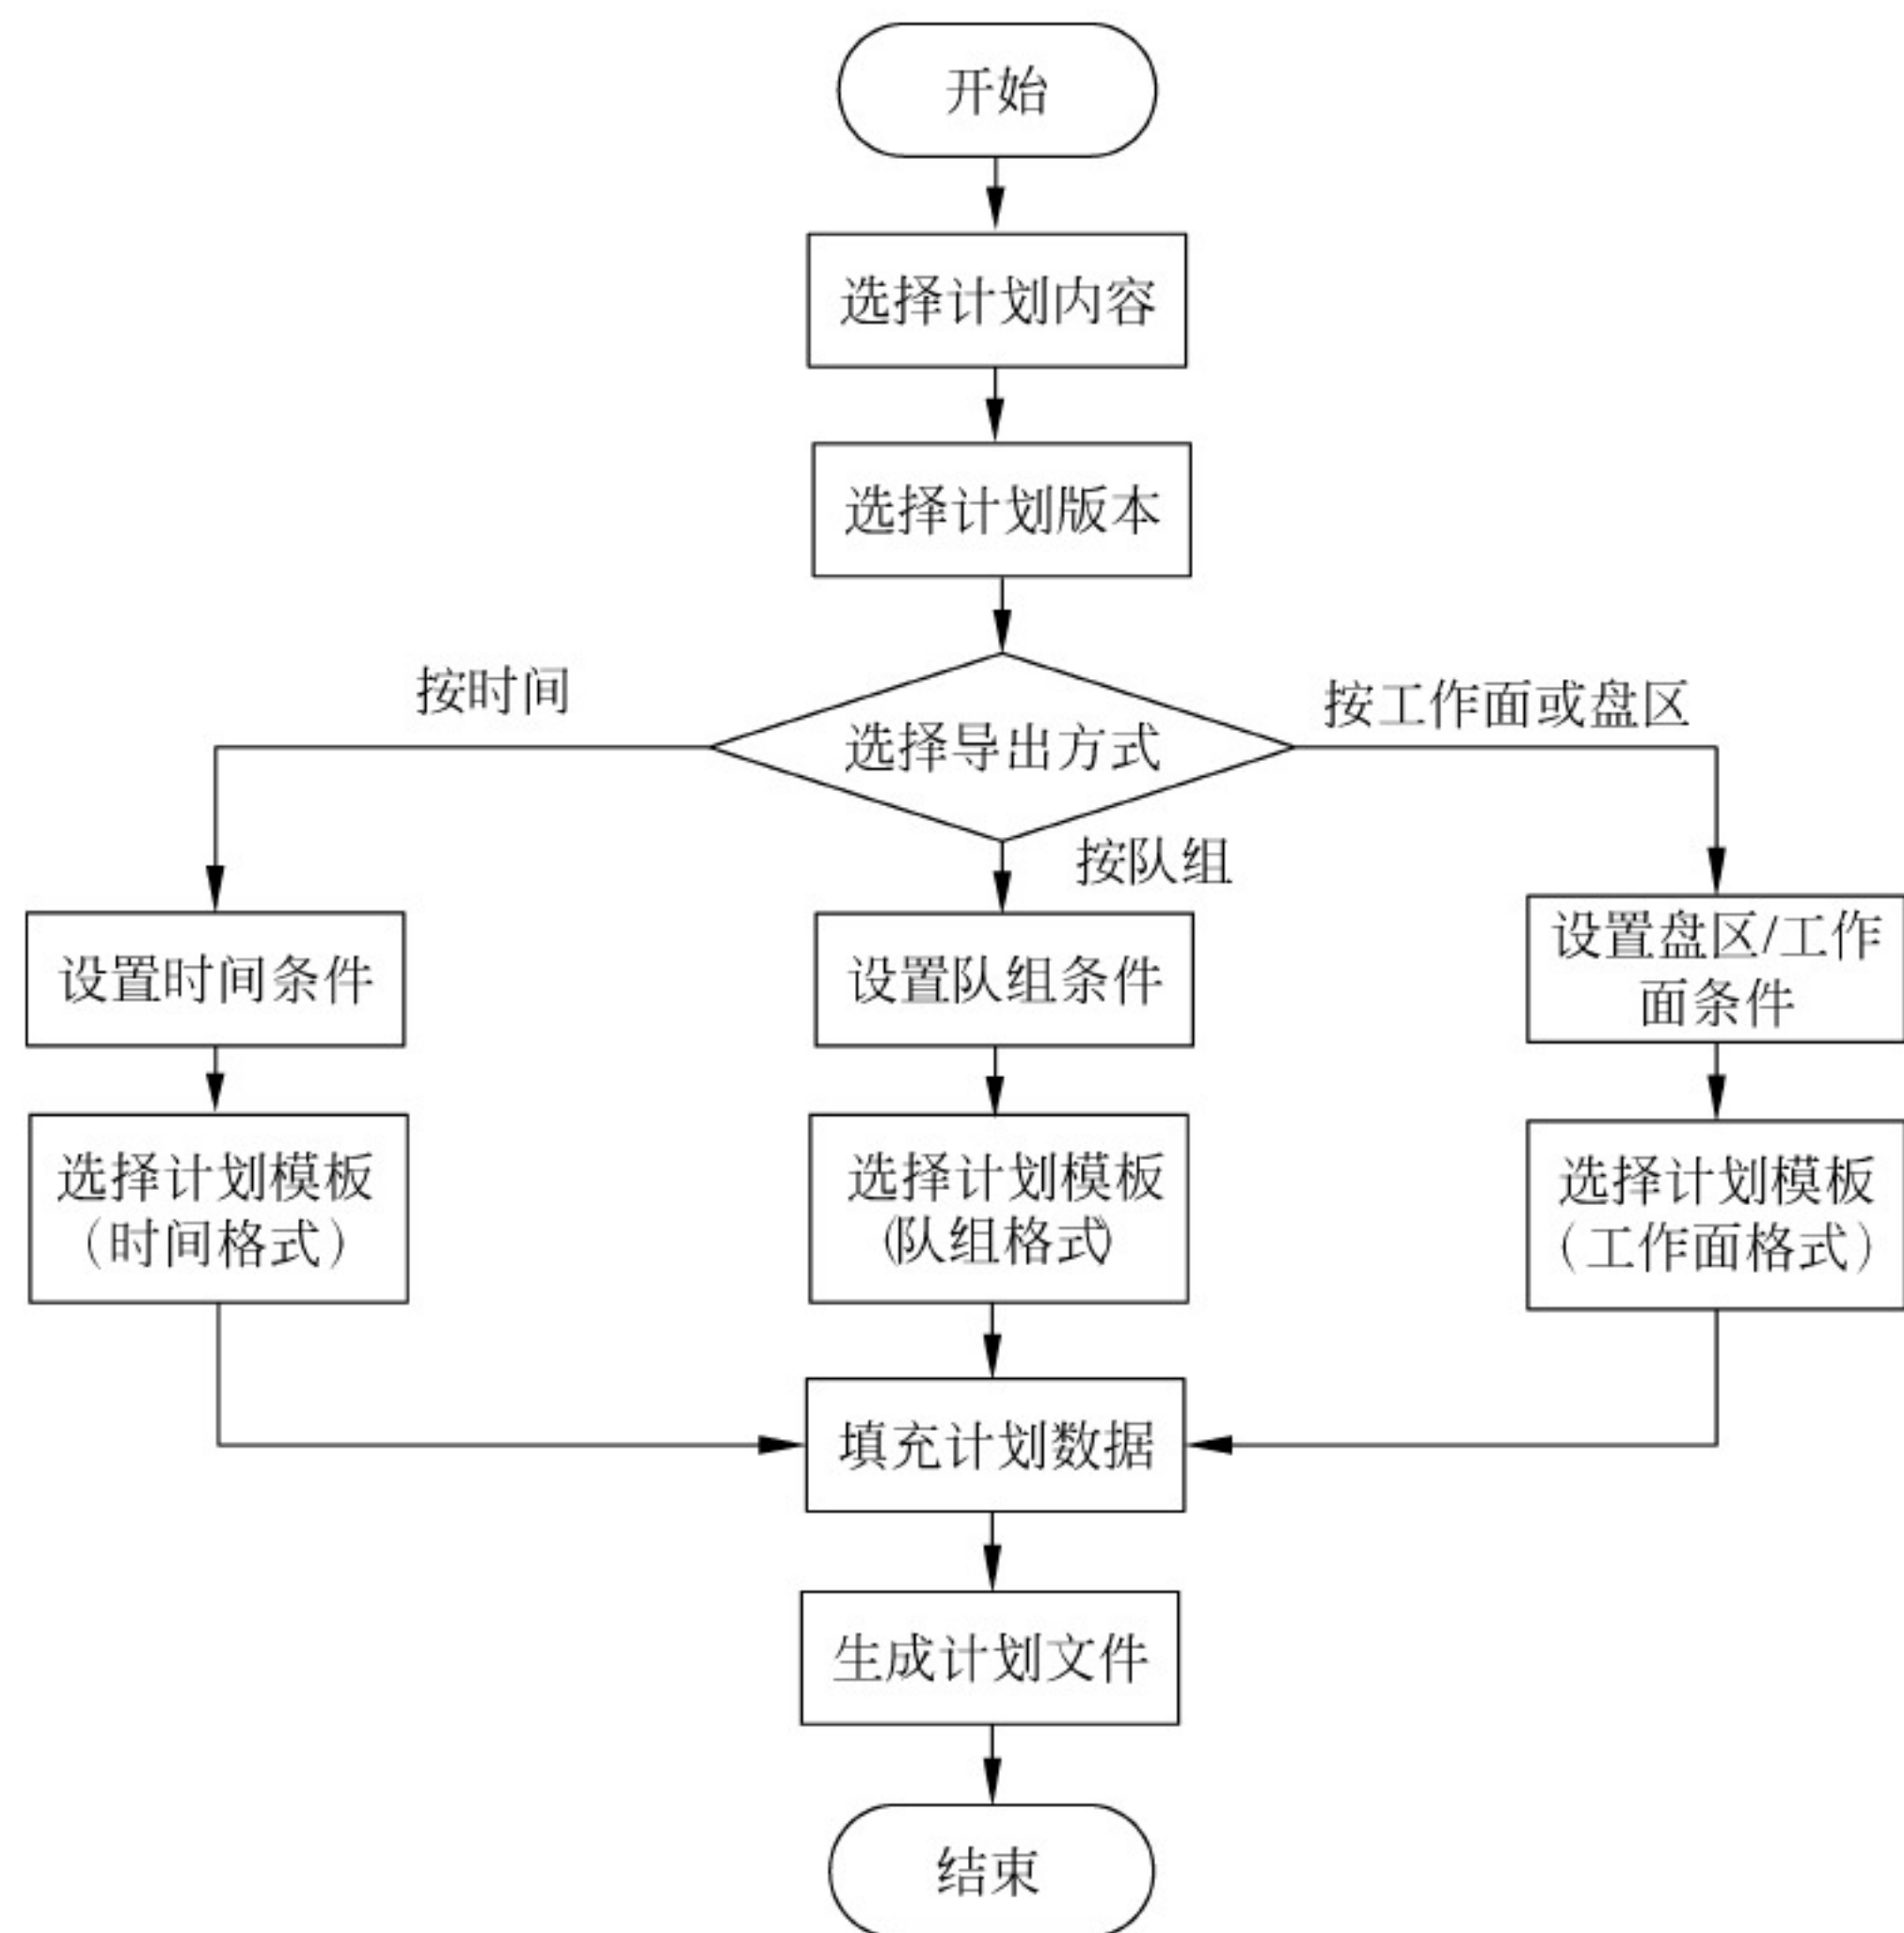 开始
选择计划内容
选择计划版本
按时间
选择导出方式
按工作面或盘区
按队组
设置时间条件
设置队组条件
设置盘区/工作
面条件
选择计划模板
（时间格式）
选择计划模板
(队组格式)
选择计划模板
（工作面格式）
填充计划数据
生成计划文件
结束